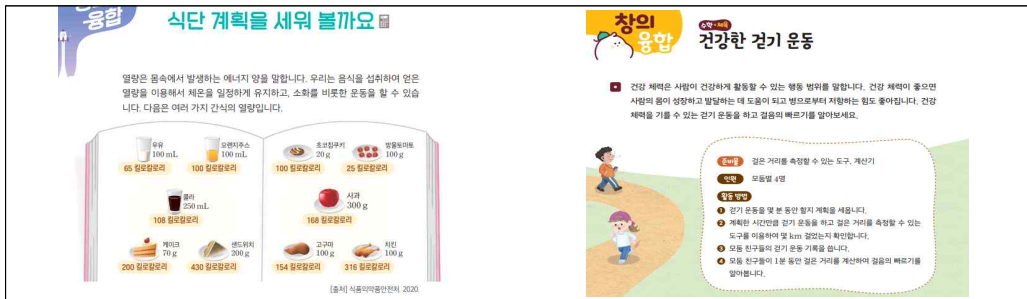 융합
식단 계획을 세워 볼까요
열량은 몸속에서 발생하는 에너지 양을 말합니다. 우리는 음식을 섭취하여 얻은
열량을 이용해서 체온을 일정하게 유지하고, 소화를 비롯한 운동을 할 수 있습
니다. 다음은 여러 가지 간식의 열량입니다.
우유
100 mL
65 킬로칼로리
오렌지주스
100 mL
100 킬로칼로리
콜라
250 mL
108 킬로칼로리
케이크
70 g
200 킬로칼로리
샌드위치
200 g
430 킬로칼로리
초코칩쿠키
20 g
100 킬로칼로리
방울토마토
100 g
25 킬로칼로리
사과
300 g
168 킬로칼로리
고구마
100 g
154 킬로칼로리
치킨
100 g
316 킬로칼로리
[출처] 식품의약품안전처, 2020.
창의
융합
수학+체육
건강한 걷기 운동
건강 체력은 사람이 건강하게 활동할 수 있는 행동 범위를 말합니다. 건강 체력이 좋으면
사람의 몸이 성장하고 발달하는 데 도움이 되고 병으로부터 저항하는 힘도 좋아집니다. 건강
체력을 기를 수 있는 걷기 운동을 하고 걸음의 빠르기를 알아보세요.
준비물 걸은 거리를 측정할 수 있는 도구, 계산기
인원 모둠별 4명
활동 방법
❶ 걷기 운동을 몇 분 동안 할지 계획을 세웁니다.
❷ 계획한 시간만큼 걷기 운동을 하고 걸은 거리를 측정할 수 있는
도구를 이용하여 몇 km 걸었는지 확인합니다.
❸ 모둠 친구들의 걷기 운동 기록을 씁니다.
❹ 모둠 친구들이 1분 동안 걸은 거리를 계산하여 걸음의 빠르기를
알아봅니다.